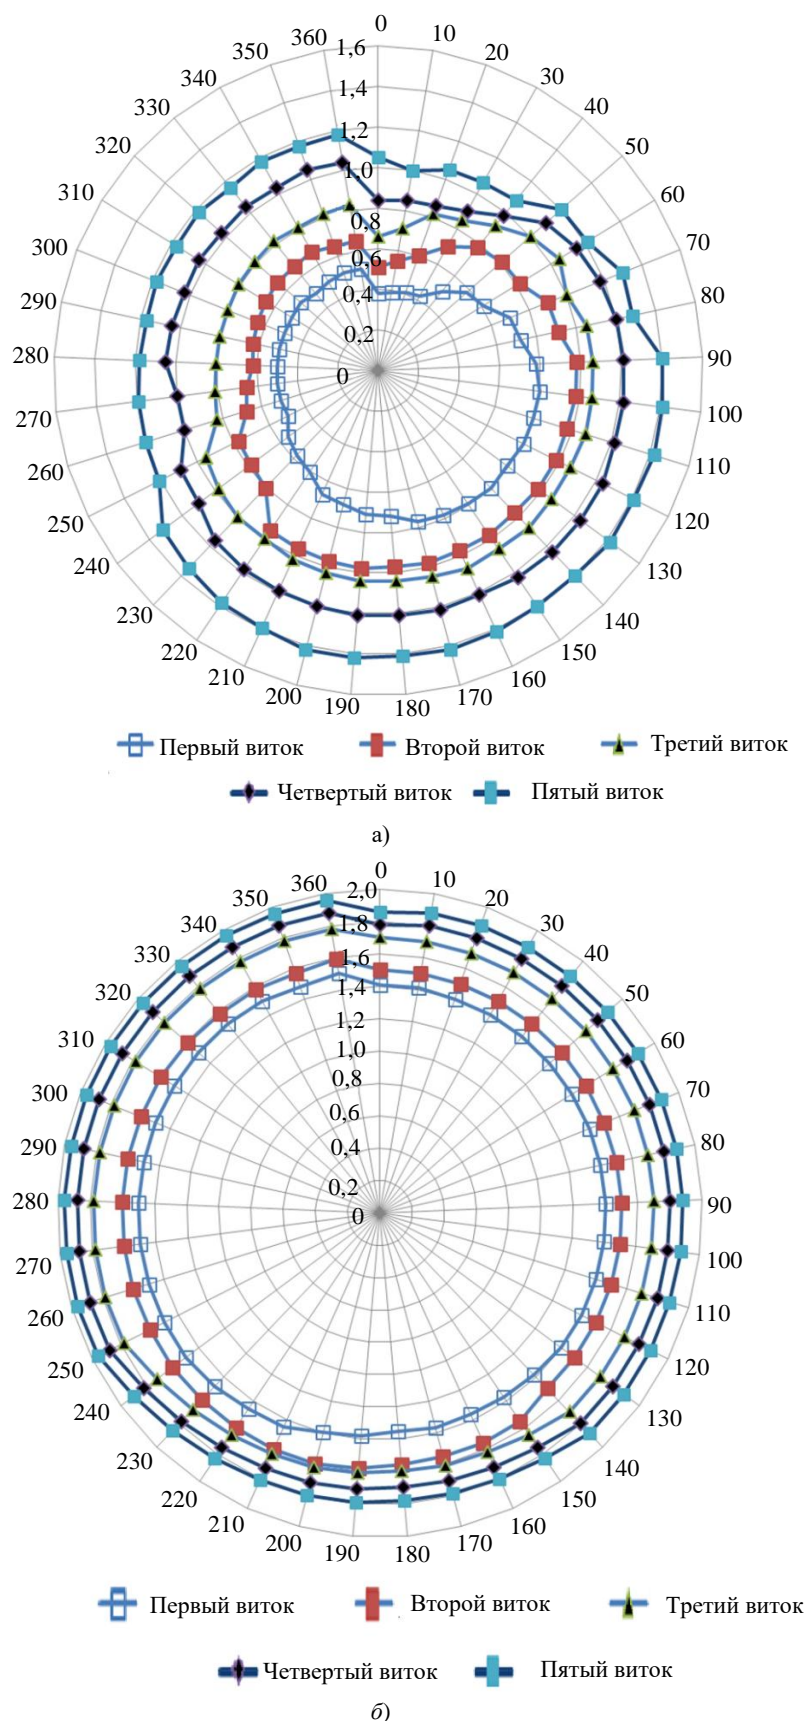 0
360 10
1,6
350 20
340 1,4 30
330 1,2 40
320 1,0 50
310 0,8 60
300 0,6 70
290 0,4 80
0,2
280 0 90
270 100
260 110
250 120
240 130
230 140
220 150
210 160
200 170
190 180
Первый виток Второй виток Третий виток
Четвертый виток Пятый виток
а)
0
360 2,0 10
350 20
340 1,8 30
330 1,6 40
320 1,4 50
310 1,2 60
1,0
300 0,8 70
290 0,6 80
0,4
280 0,2 90
0
270 100
260 110
250 120
240 130
230 140
220 150
210 160
200 170
190 180
Первый виток Второй виток Третий виток
Четвертый виток Пятый виток
б)